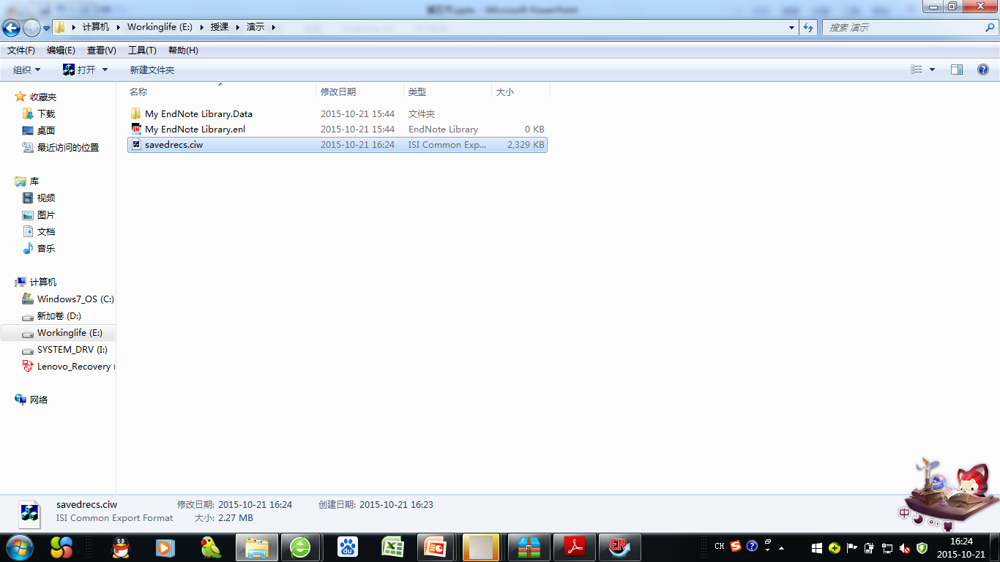 计算机 Workinglife (E:) 授课 演示 搜索 演示
文件(F) 编辑(E) 查看(V) 工具(T) 帮助(H)
组织 打开 新建文件夹
名称 修改日期 类型 大小
My EndNote Library.Data 2015-10-21 15:44 文件夹
My EndNote Library.enl 2015-10-21 15:44 EndNote Library 0 KB
savedrecs.ciw 2015-10-21 16:24 ISI Common Exp... 2,329 KB
收藏夹
下载
桌面
最近访问的位置
库
视频
图片
文档
音乐
计算机
Windows7_OS (C:)
新加卷 (D:)
Workinglife (E:)
SYSTEM_DRV (I:)
Lenovo_Recovery (
网络
savedrecs.ciw 修改日期: 2015-10-21 16:24 创建日期: 2015-10-21 16:23
ISI Common Export Format 大小: 2.27 MB
中
CH 16:24
2015-10-21